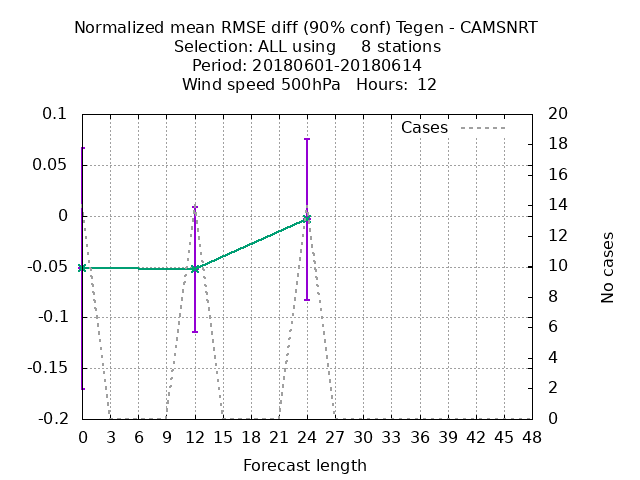 Normalized mean RMSE diff (90% conf) Tegen - CAMSNRT
Selection: ALL using     8 stations
Period: 20180601-20180614
Wind speed 500hPa   Hours:  12
Cases
0.1
0.05
0
-0.05
-0.1
-0.15
-0.2
20
18
16
14
12
10
8
6
4
2
0
No cases
0 3 6 9 12 15 18 21 24 27 30 33 36 39 42 45 48
Forecast length